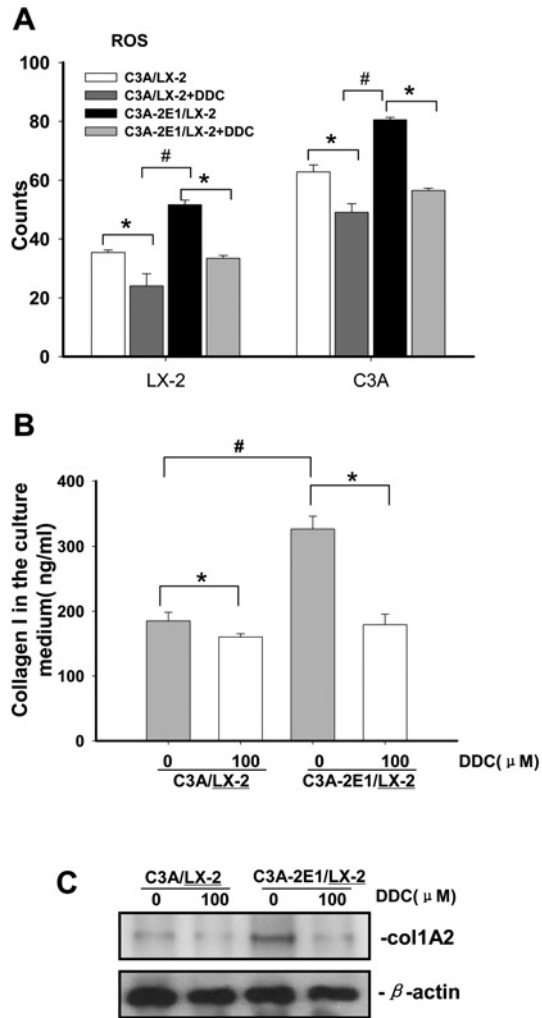 A
ROS
C3A/LX-2
C3A/LX-2+DDC
C3A-2E1/LX-2
C3A-2E1/LX-2+DDC
100
80
60
40
20
0
Counts
* # * * # *
LX-2 C3A
B
Collagen I in the culture
medium( ng/ml)
400
300
200
100
0
# * *
0 100 0 100 DDC( μ M)
C3A/LX-2 C3A-2E1/LX-2
C
C3A/LX-2 C3A-2E1/LX-2
0 100 0 100 DDC( μ M)
-col1A2
- β-actin